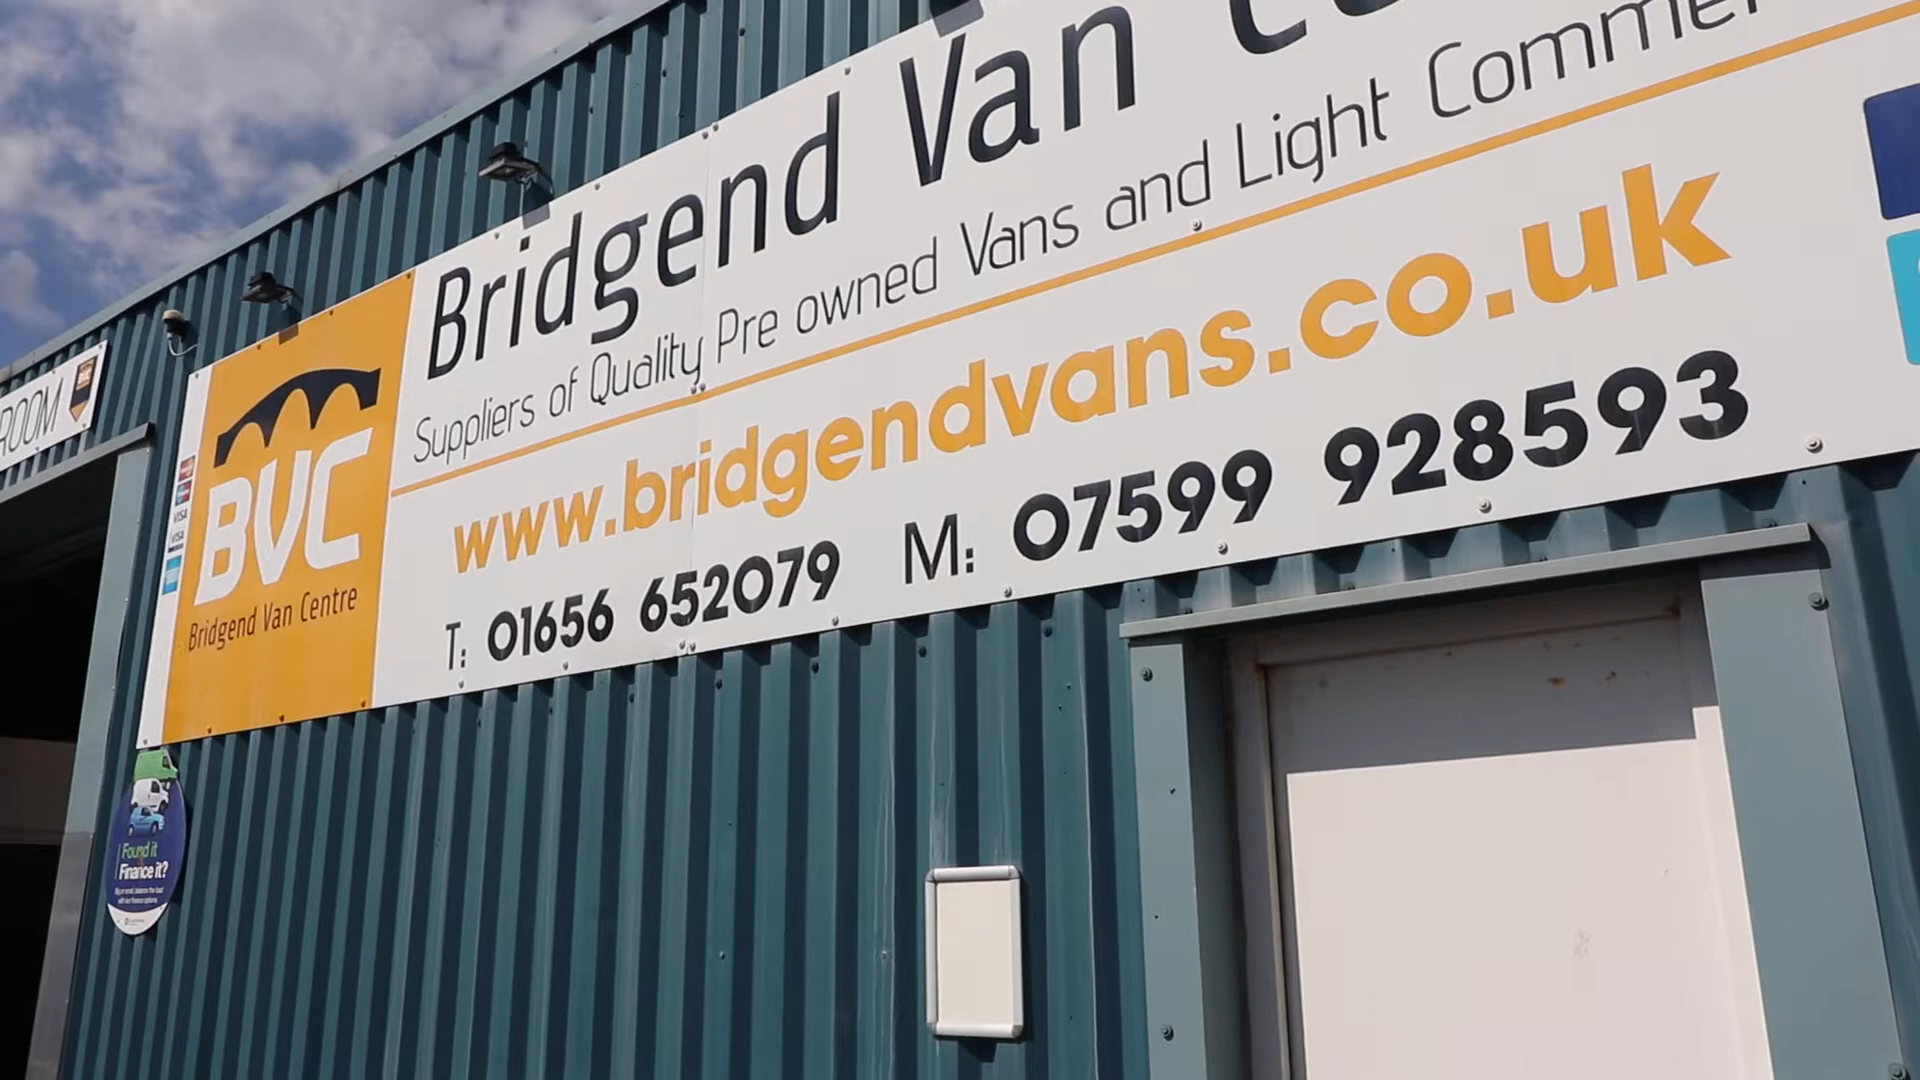 Bridgend Van
Suppliers of Quality Pre owned Vans and Light
www.bridgendvans.co.uk
T: 01656 652079 M: 07599 928593
BVC
Bridgend Van Centre
ROOM
BVC
VISA
VISA
Found it
Finance it?